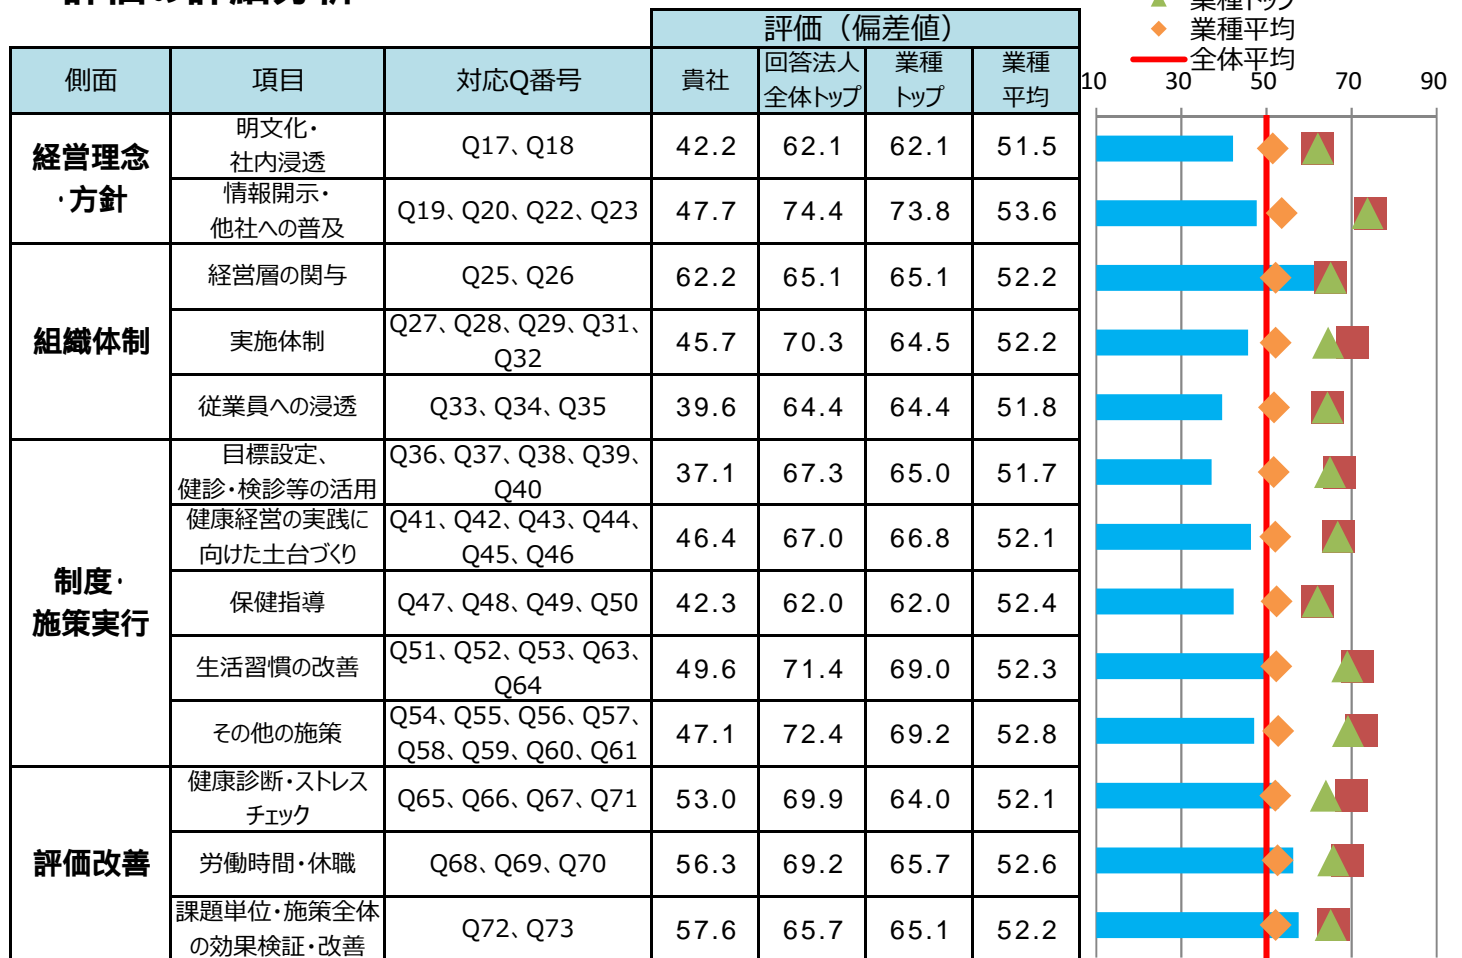 評価の詳細分析
業種トップ
業種平均
全体平均
評価（偏差値）
側面 項目 対応Q番号 貴社 回答法人 業種 業種
全体トップ トップ 平均
10 30 50 70 90
経営理念
・方針
明文化・
社内浸透
Q17、Q18 42.2 62.1 62.1 51.5
情報開示・
他社への普及
Q19、Q20、Q22、Q23 47.7 74.4 73.8 53.6
組織体制
経営層の関与 Q25、Q26 62.2 65.1 65.1 52.2
実施体制
Q27、Q28、Q29、Q31、
Q32
45.7 70.3 64.5 52.2
従業員への浸透 Q33、Q34、Q35 39.6 64.4 64.4 51.8
制度・
施策実行
目標設定、
健診・検診等の活用
Q36、Q37、Q38、Q39、
Q40
37.1 67.3 65.0 51.7
健康経営の実践に
向けた土台づくり
Q41、Q42、Q43、Q44、
Q45、Q46
46.4 67.0 66.8 52.1
保健指導 Q47、Q48、Q49、Q50 42.3 62.0 62.0 52.4
生活習慣の改善
Q51、Q52、Q53、Q63、
Q64
49.6 71.4 69.0 52.3
その他の施策
Q54、Q55、Q56、Q57、
Q58、Q59、Q60、Q61
47.1 72.4 69.2 52.8
評価改善
健康診断・ストレス
チェック
Q65、Q66、Q67、Q71 53.0 69.9 64.0 52.1
労働時間・休職 Q68、Q69、Q70 56.3 69.2 65.7 52.6
課題単位・施策全体
の効果検証・改善
Q72、Q73 57.6 65.7 65.1 52.2